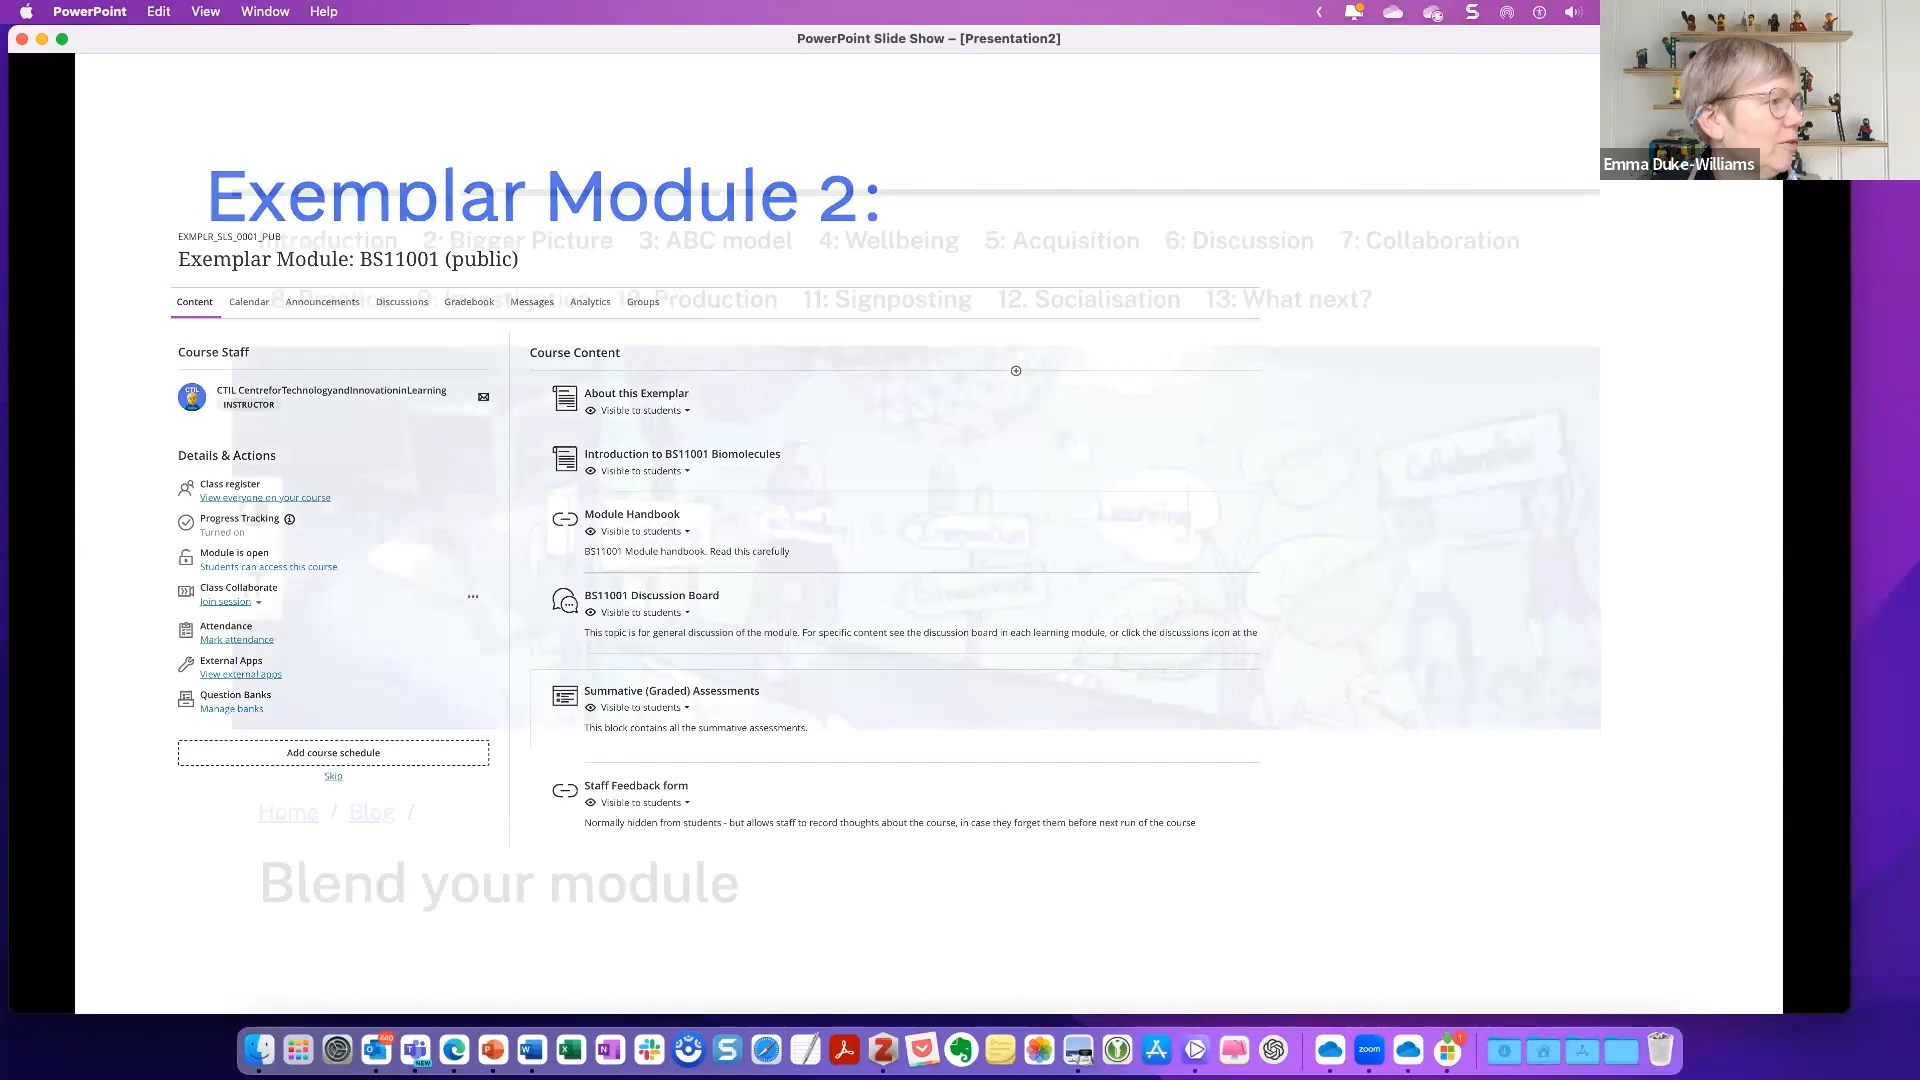 PowerPoint Edit View Window Help
PowerPoint Slide Show – [Presentation2]
Emma Duke-Williams
Exemplar Module 2:
Introduction 2: Bigger Picture 3: ABC model 4: Wellbeing 5: Acquisition 6: Discussion 7: Collaboration
EXMPLR_SLS_0001_PUB
Exemplar Module: BS11001 (public)
Production 11: Signposting 12. Socialisation 13: What next?
Content Calendar Announcements Discussions Gradebook Messages Analytics Groups
Course Staff
CTIL CentreforTechnologyandInnovationinLearning
INSTRUCTOR
Details & Actions
Class register
View everyone on your course
Progress Tracking
Turned on
Module is open
Students can access this course
Class Collaborate
Join session
Attendance
Mark attendance
External Apps
View external apps
Question Banks
Manage banks
Add course schedule
Skip
Course Content
About this Exemplar
Visible to students
Introduction to BS11001 Biomolecules
Visible to students
Module Handbook
Visible to students
BS11001 Module handbook. Read this carefully
BS11001 Discussion Board
Visible to students
This topic is for general discussion of the module. For specific content see the discussion board in each learning module, or click the discussions icon at the
Summative (Graded) Assessments
Visible to students
This block contains all the summative assessments.
Staff Feedback form
Visible to students
Normally hidden from students - but allows staff to record thoughts about the course, in case they forget them before next run of the course
Home / Blog /
Blend your module
440
NEW
zoom
1